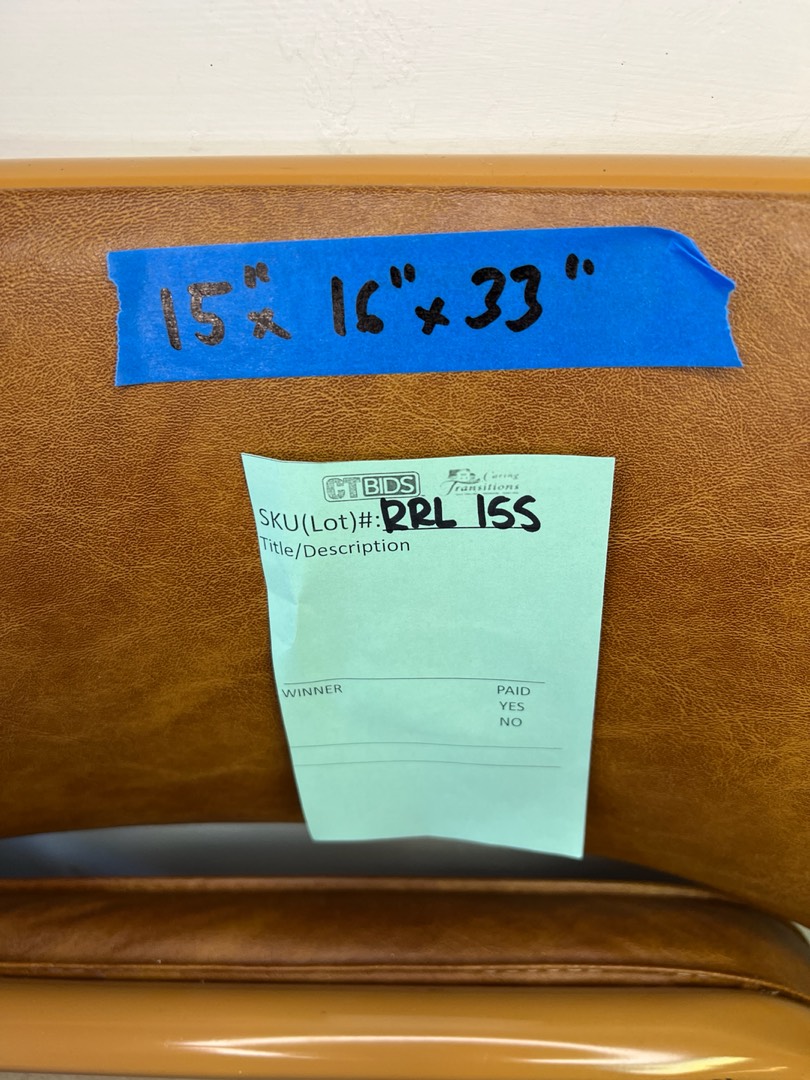 15" x 16" x 33"
CTBIDS Caring Transitions
SKU(Lot)#: RRL 155
Title/Description
WINNER PAID
YES
NO